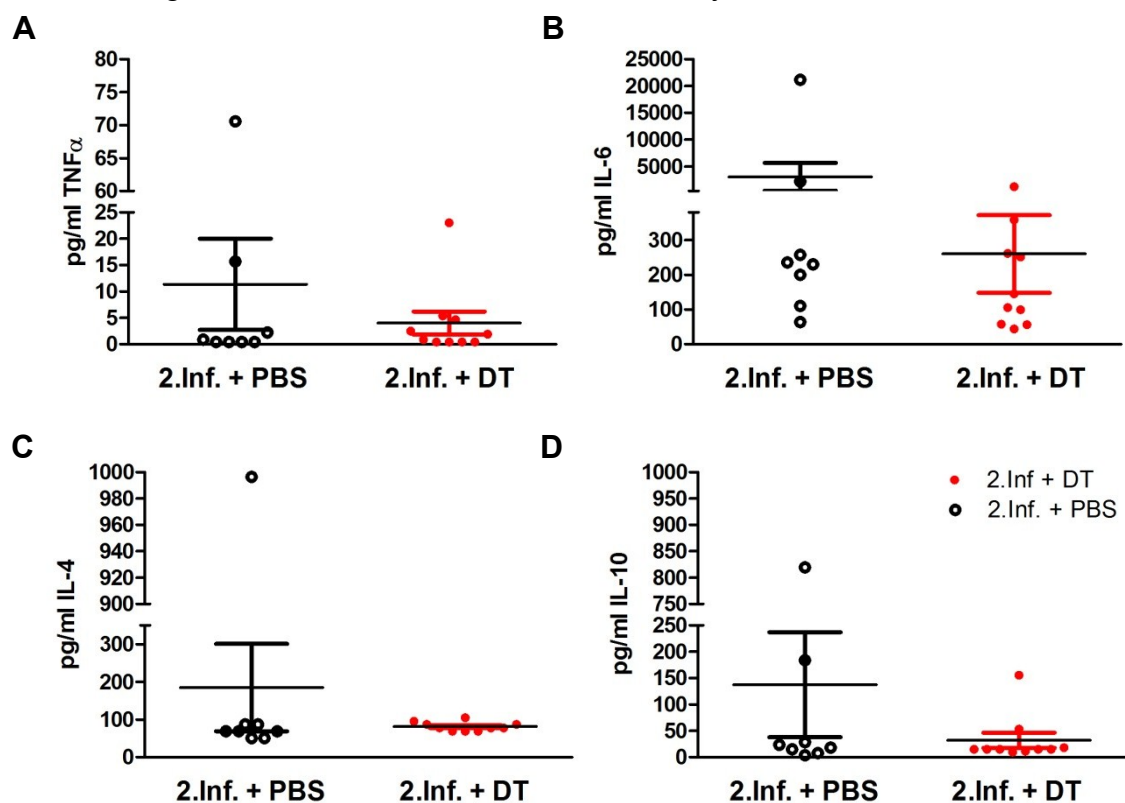 A
pg/ml TNFα
80
75
70
65
60
25
20
15
10
5
0
2.Inf. + PBS
2.Inf. + DT
B
pg/ml IL-6
25000
20000
15000
10000
5000
300
200
100
0
2.Inf. + PBS
2.Inf. + DT
C
pg/ml IL-4
1000
980
960
940
920
900
300
200
100
0
2.Inf. + PBS
2.Inf. + DT
D
pg/ml IL-10
1000
950
900
850
800
750
250
200
150
100
50
0
2.Inf + DT
2.Inf. + PBS
2.Inf. + PBS
2.Inf. + DT